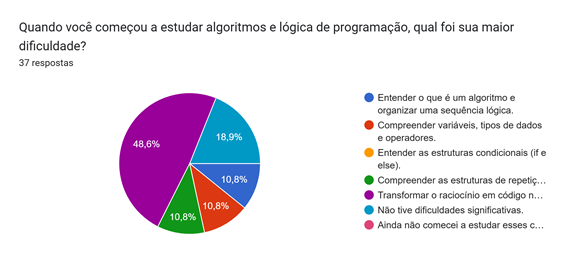 Quando você começou a estudar algoritmos e lógica de programação, qual foi sua maior
dificuldade?
37 respostas
48,6%
18,9%
10,8%
10,8%
10,8%
Entender o que é um algoritmo e
organizar uma sequência lógica.
Compreender variáveis, tipos de dados
e operadores.
Entender as estruturas condicionais (if e
else).
Compreender as estruturas de repetiç…
Transformar o raciocínio em código n…
Não tive dificuldades significativas.
Ainda não comecei a estudar esses c…